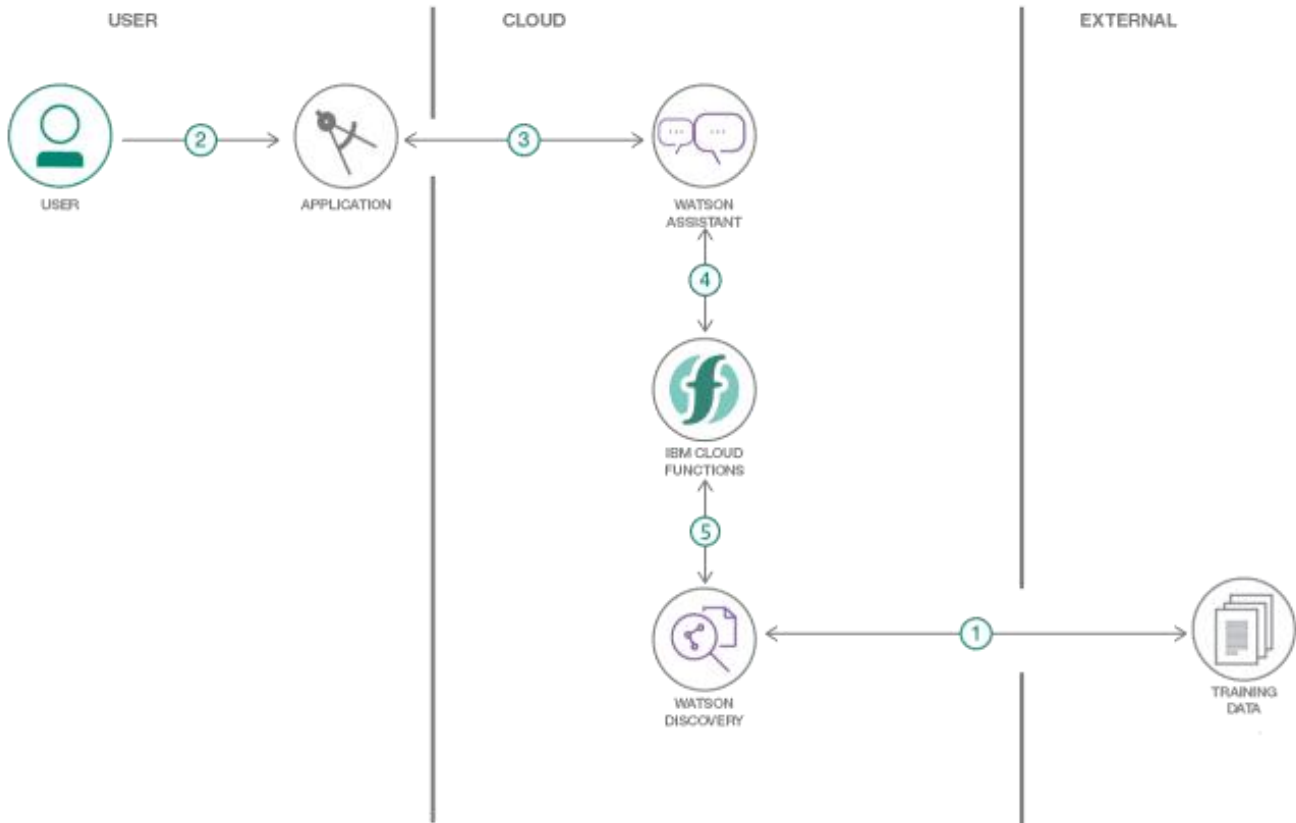 USER
CLOUD
EXTERNAL
2
3
USER
APPLICATION
WATSON
ASSISTANT
4
IBM CLOUD
FUNCTIONS
5
1
WATSON
DISCOVERY
TRAINING
DATA